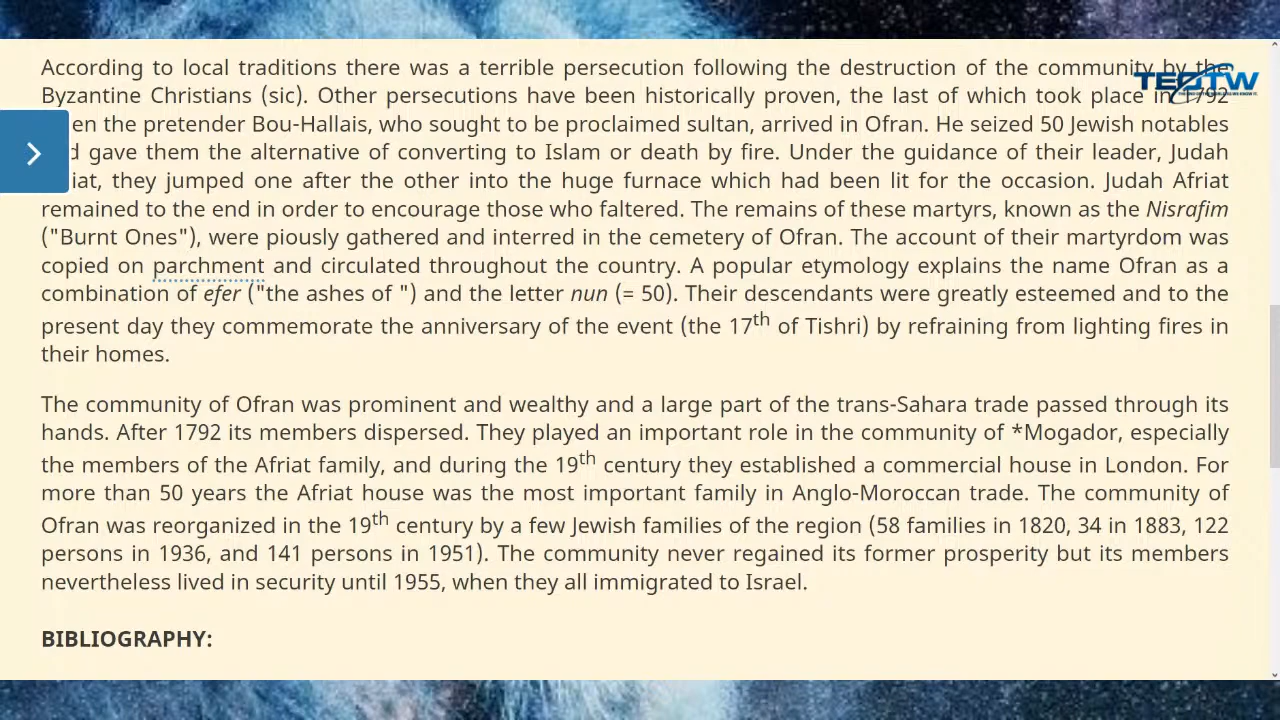 According to local traditions there was a terrible persecution following the destruction of the community by the
Byzantine Christians (sic). Other persecutions have been historically proven, the last of which took place in 1792
en the pretender Bou-Hallais, who sought to be proclaimed sultan, arrived in Ofran. He seized 50 Jewish notables
d gave them the alternative of converting to Islam or death by fire. Under the guidance of their leader, Judah
iat, they jumped one after the other into the huge furnace which had been lit for the occasion. Judah Afriat
remained to the end in order to encourage those who faltered. The remains of these martyrs, known as the Nisrafim
("Burnt Ones"), were piously gathered and interred in the cemetery of Ofran. The account of their martyrdom was
copied on parchment and circulated throughout the country. A popular etymology explains the name Ofran as a
combination of efer ("the ashes of ") and the letter nun (= 50). Their descendants were greatly esteemed and to the
present day they commemorate the anniversary of the event (the 17th of Tishri) by refraining from lighting fires in
their homes.
The community of Ofran was prominent and wealthy and a large part of the trans-Sahara trade passed through its
hands. After 1792 its members dispersed. They played an important role in the community of *Mogador, especially
the members of the Afriat family, and during the 19th century they established a commercial house in London. For
more than 50 years the Afriat house was the most important family in Anglo-Moroccan trade. The community of
Ofran was reorganized in the 19th century by a few Jewish families of the region (58 families in 1820, 34 in 1883, 122
persons in 1936, and 141 persons in 1951). The community never regained its former prosperity but its members
nevertheless lived in security until 1955, when they all immigrated to Israel.
BIBLIOGRAPHY: